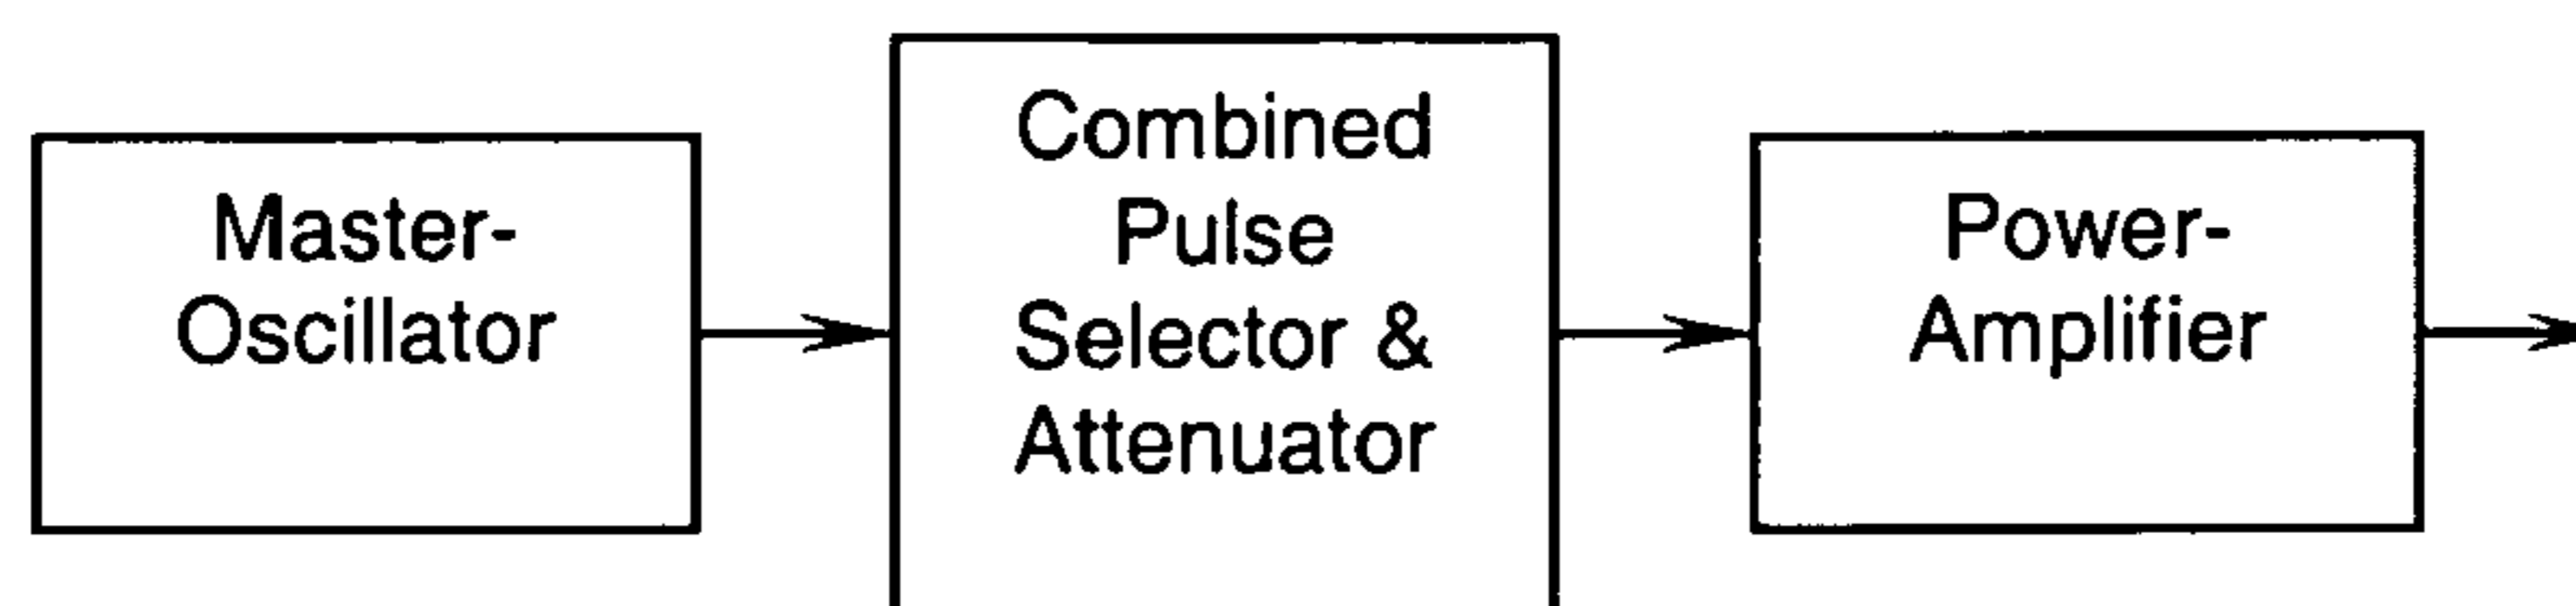 Master-
Oscillator
Combined
Pulse
Selector &
Attenuator
Power-
Amplifier